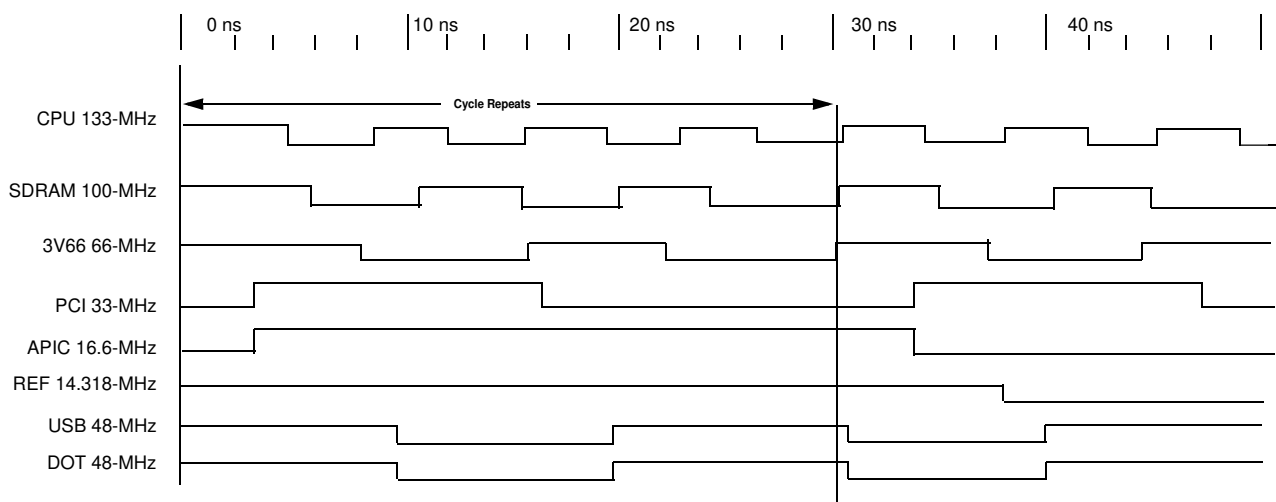 0 ns 10 ns 20 ns 30 ns 40 ns
Cycle Repeats
CPU 133-MHz
SDRAM 100-MHz
3V66 66-MHz
PCI 33-MHz
APIC 16.6-MHz
REF 14.318-MHz
USB 48-MHz
DOT 48-MHz